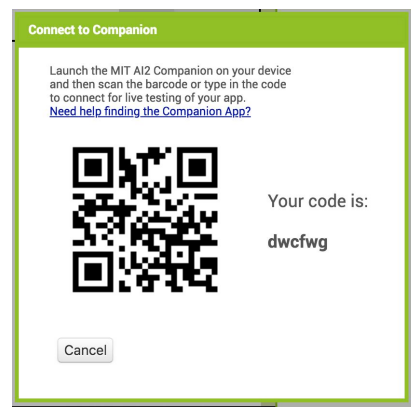 Connect to Companion
Launch the MIT AI2 Companion on your device
and then scan the barcode or type in the code
to connect for live testing of your app.
Need help finding the Companion App?
Your code is:
dwcfwg
Cancel